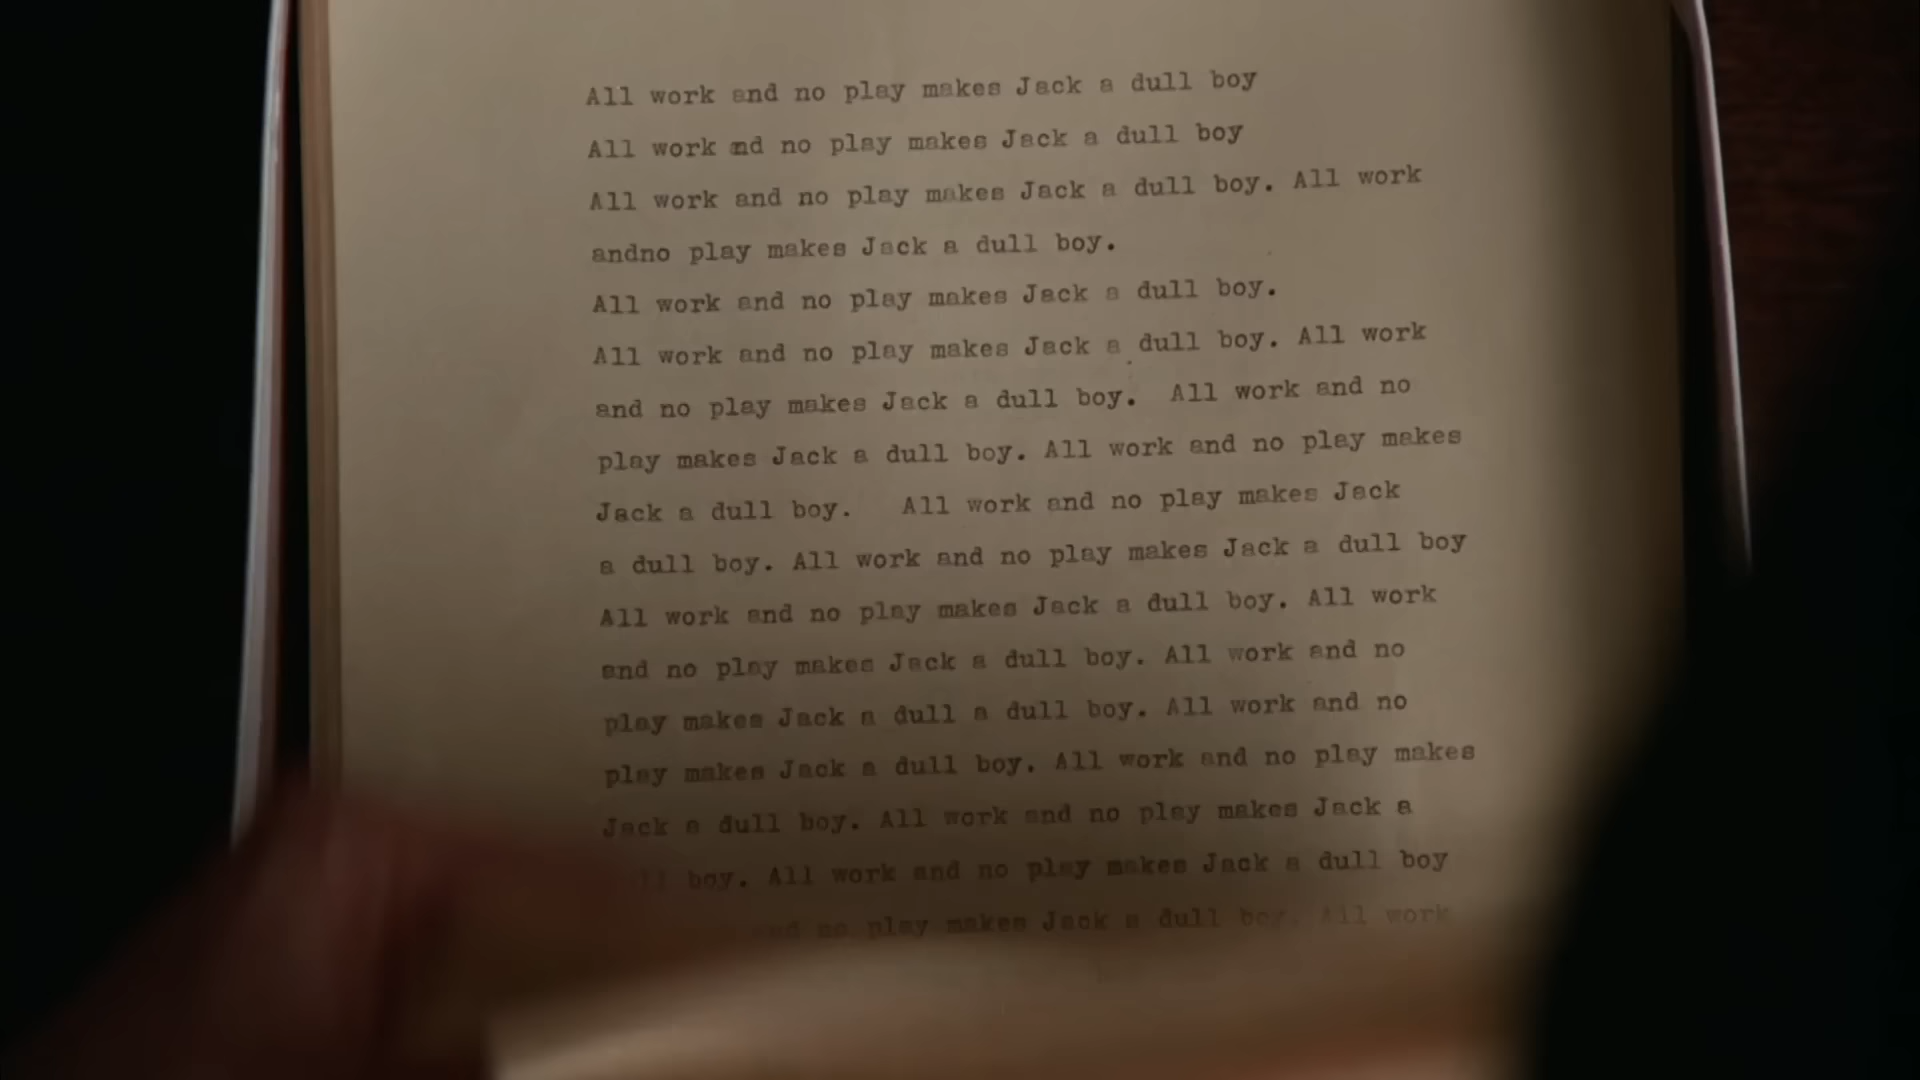 All work and no play makes Jack a dull boy
All work nd no play makes Jack a dull boy
All work and no play makes Jack a dull boy. All work
andno play makes Jack a dull boy.
All work and no play makes Jack a dull boy.
All work and no play makes Jack a dull boy. All work
and no play makes Jack a dull boy.  All work and no
play makes Jack a dull boy. All work and no play makes
Jack a dull boy.   All work and no play makes Jack
a dull boy. All work and no play makes Jack a dull boy
All work and no play makes Jack a dull boy. All work
and no play makes Jack a dull boy. All work and no
play makes Jack a dull a dull boy. All work and no
play makes Jack a dull boy. All work and no play makes
Jack a dull boy. All work and no play makes Jack a
boy. All work and no play makes Jack a dull boy
no play makes Jack a dull boy. All work